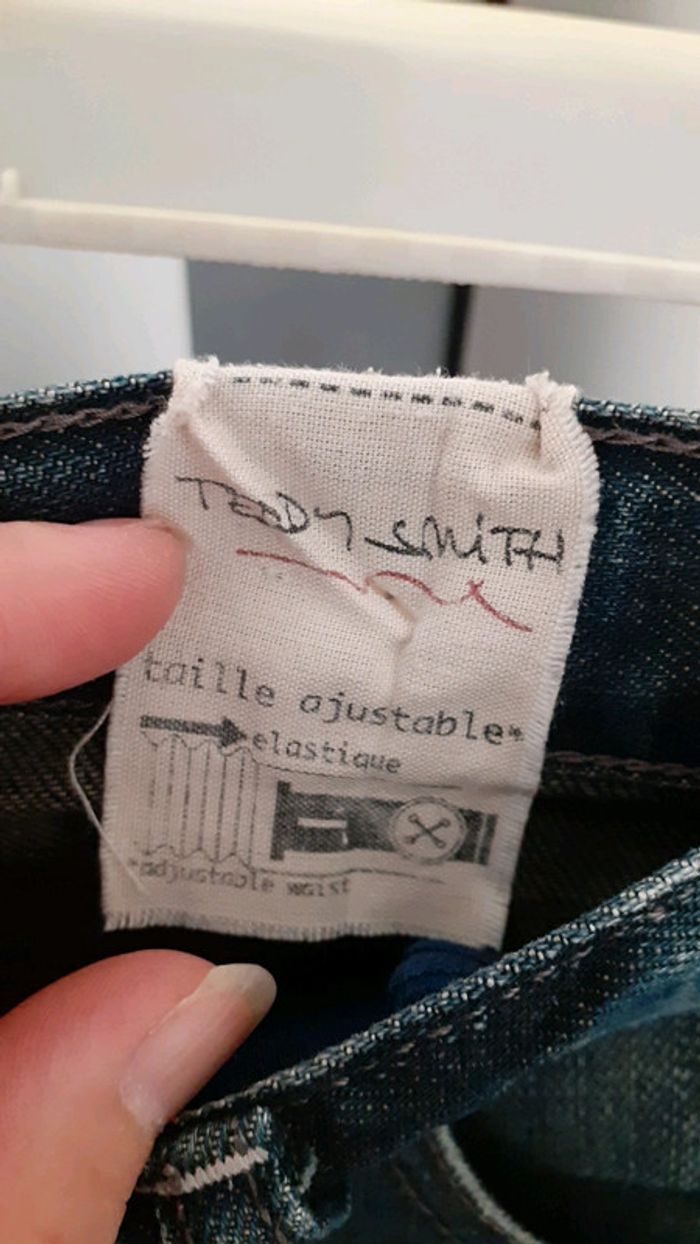 TEDDY SMiTH
taille ajustable*
elastique
*adjustable waist